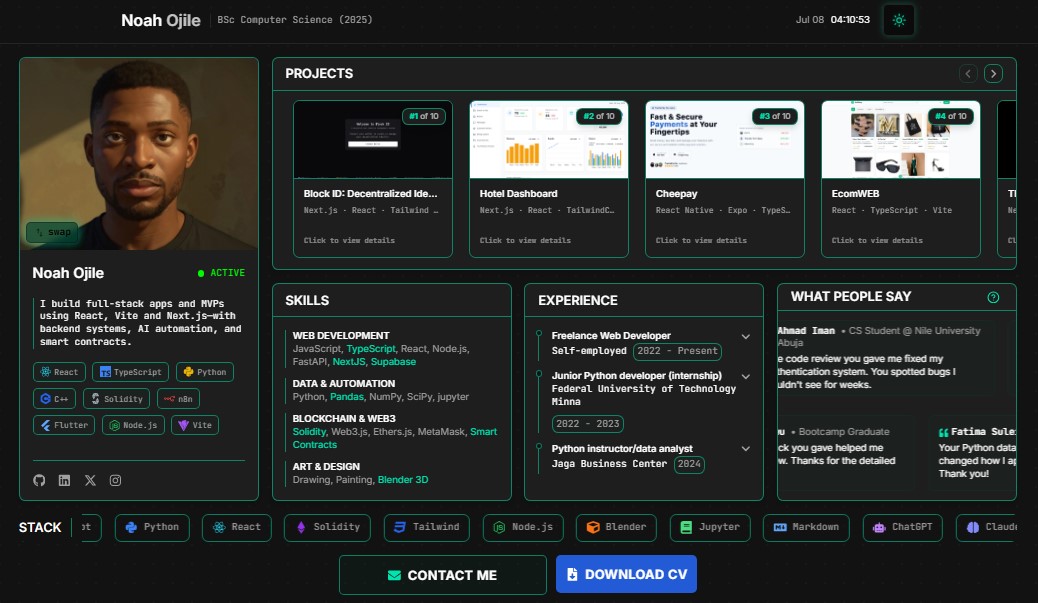 Noah Ojile
BSc Computer Science (2025)
Jul 08 04:10:53
swap
Noah Ojile
ACTIVE
I build full-stack apps and MVPs
using React, Vite and Next.js—with
backend systems, AI automation, and
smart contracts.
React
TypeScript
Python
C++
Solidity
n8n
Flutter
Node.js
Vite
PROJECTS
#1 of 10
Block ID: Decentralized Ide...
Next.js · React · Tailwind …
Click to view details
#2 of 10
Hotel Dashboard
Next.js · React · TailwindC…
Click to view details
Fast & Secure
Payments at Your
Fingertips
#3 of 10
Cheepay
React Native · Expo · TypeS…
Click to view details
#4 of 10
EcomWEB
React · TypeScript · Vite
Click to view details
SKILLS
WEB DEVELOPMENT
JavaScript, TypeScript, React, Node.js,
FastAPI, NextJS, Supabase
DATA & AUTOMATION
Python, Pandas, NumPy, SciPy, jupyter
BLOCKCHAIN & WEB3
Solidity, Web3.js, Ethers.js, MetaMask, Smart
Contracts
ART & DESIGN
Drawing, Painting, Blender 3D
EXPERIENCE
Freelance Web Developer
Self-employed 2022 - Present
Junior Python developer (internship)
Federal University of Technology
Minna
2022 - 2023
Python instructor/data analyst
Jaga Business Center 2024
WHAT PEOPLE SAY
Ahmad Iman • CS Student @ Nile University
Abuja
e code review you gave me fixed my
thentication system. You spotted bugs I
uldn't see for weeks.
• Bootcamp Graduate
ck you gave helped me
w. Thanks for the detailed
Fatima Sule
Your Python data
changed how I ap
Thank you!
STACK
Python
React
Solidity
Tailwind
Node.js
Blender
Jupyter
Markdown
ChatGPT
Claude
CONTACT ME
DOWNLOAD CV